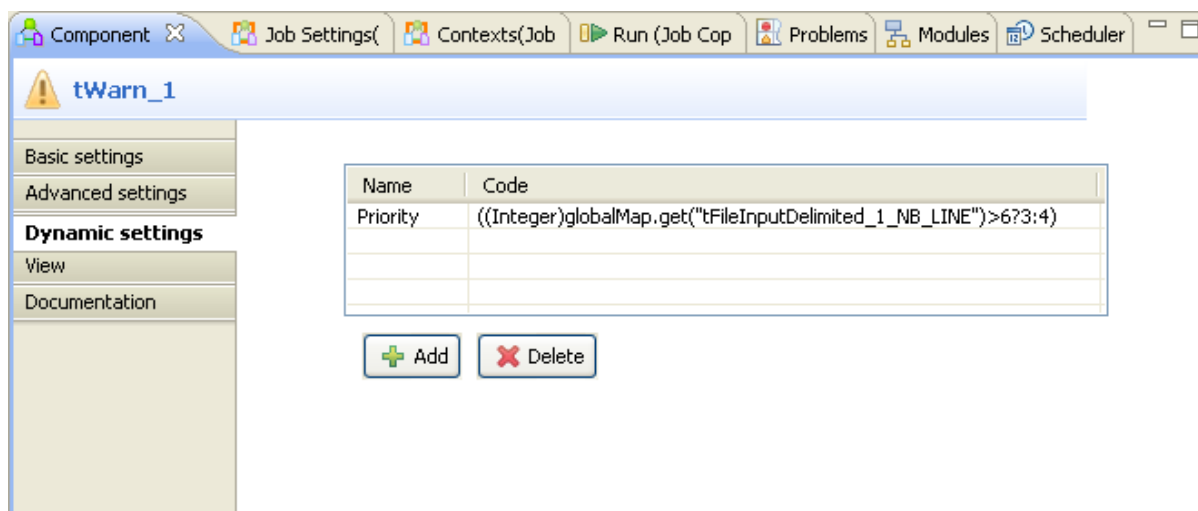 Component Job Settings( Contexts(Job Run (Job Cop Problems Modules Scheduler
tWarn_1
Basic settings
Advanced settings
Dynamic settings
View
Documentation
Name Code
Priority ((Integer)globalMap.get("tFileInputDelimited_1_NB_LINE")>6?3:4)
Add Delete